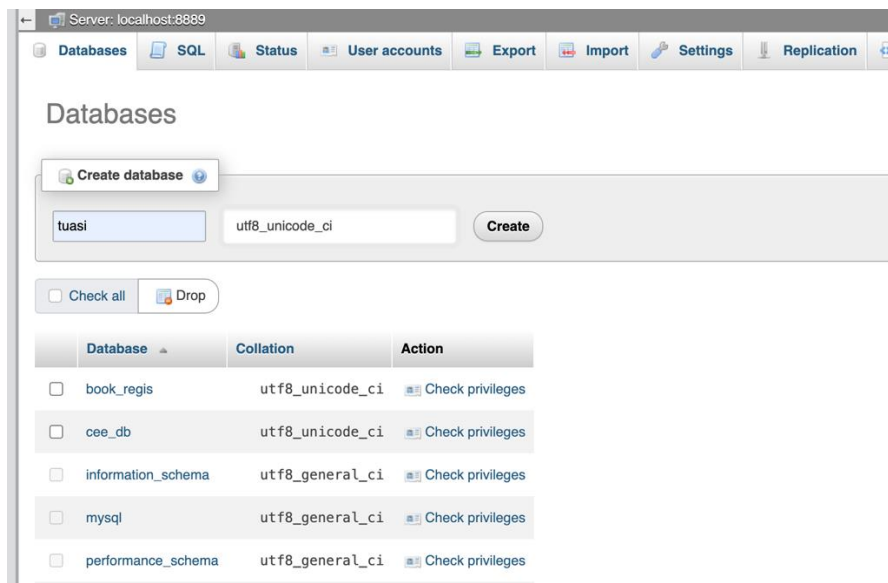 Server: localhost:8889
Databases SQL Status User accounts Export Import Settings Replication
Databases
Create database
tuasi utf8_unicode_ci Create
Check all Drop
Database Collation Action
book_regis utf8_unicode_ci Check privileges
cee_db utf8_unicode_ci Check privileges
information_schema utf8_general_ci Check privileges
mysql utf8_general_ci Check privileges
performance_schema utf8_general_ci Check privileges